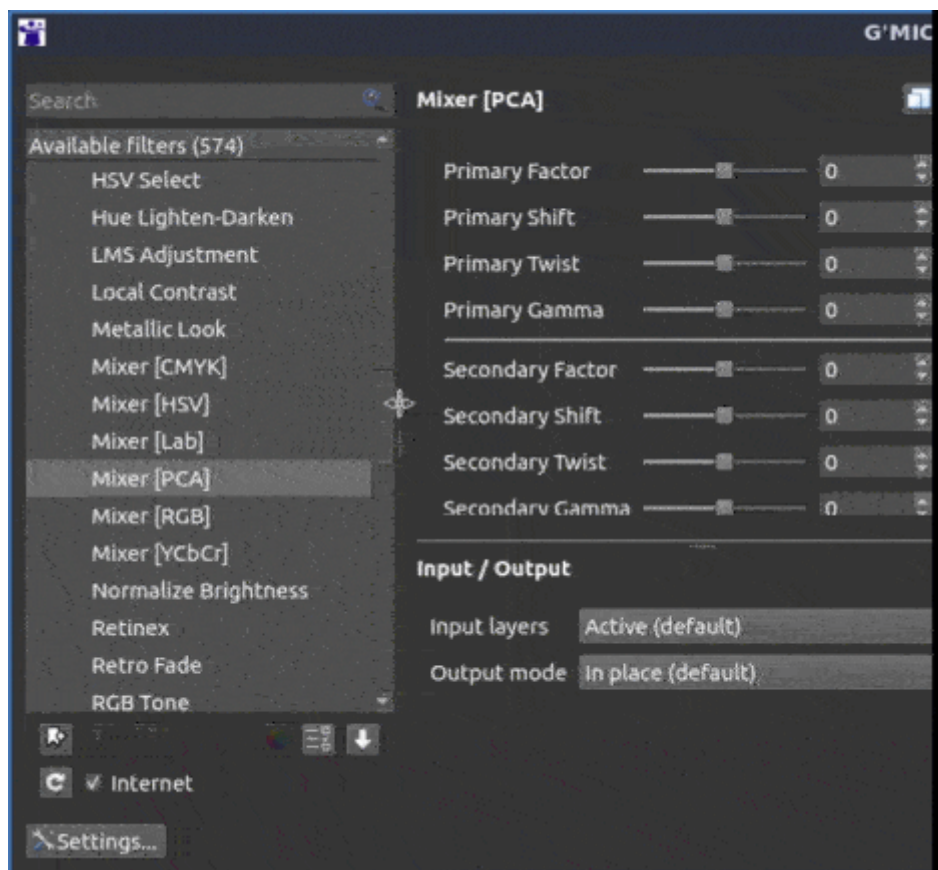 G'MIC
Search
Available filters (574)
HSV Select
Hue Lighten-Darken
LMS Adjustment
Local Contrast
Metallic Look
Mixer [CMYK]
Mixer [HSV]
Mixer [Lab]
Mixer [PCA]
Mixer [RGB]
Mixer [YCbCr]
Normalize Brightness
Retinex
Retro Fade
RGB Tone
Internet
Settings...
Mixer [PCA]
Primary Factor 0
Primary Shift 0
Primary Twist 0
Primary Gamma 0
Secondary Factor 0
Secondary Shift 0
Secondary Twist 0
Secondary Gamma 0
Input / Output
Input layers Active (default)
Output mode In place (default)